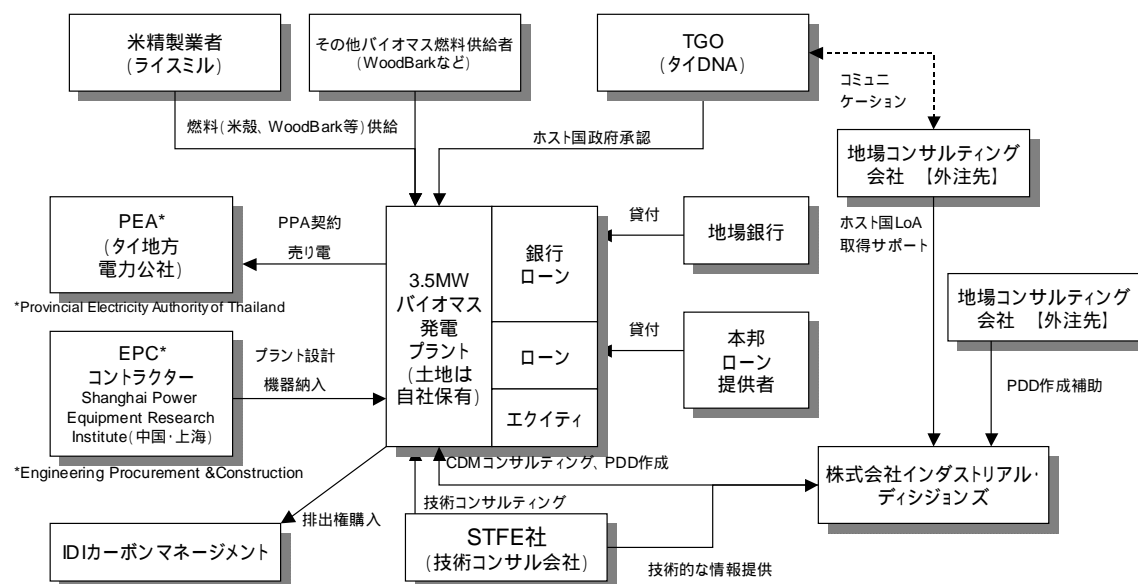 米精製業者
(ライスミル)
その他バイオマス燃料供給者
(WoodBarkなど)
TGO
(タイDNA)
コミュニ
ケーション
燃料(米殻、WoodBark等)供給
ホスト国政府承認
地場コンサルティング
会社 【外注先】
PEA*
(タイ地方
電力公社)
PPA契約
売り電
*Provincial Electricity Authority of Thailand
3.5MW
バイオマス
発電
プラント
(土地は
自社保有)
銀行
ローン
ローン
エクイティ
貸付
地場銀行
ホスト国LoA
取得サポート
地場コンサルティング
会社 【外注先】
貸付
本邦
ローン
提供者
EPC*
コントラクター
Shanghai Power
Equipment Research
Institute(中国・上海)
プラント設計
機器納入
*Engineering Procurement &Construction
PDD作成補助
CDMコンサルティング、PDD作成
株式会社インダストリアル・
ディシジョンズ
技術コンサルティング
排出権購入
IDIカーボンマネージメント
STFE社
(技術コンサル会社)
技術的な情報提供